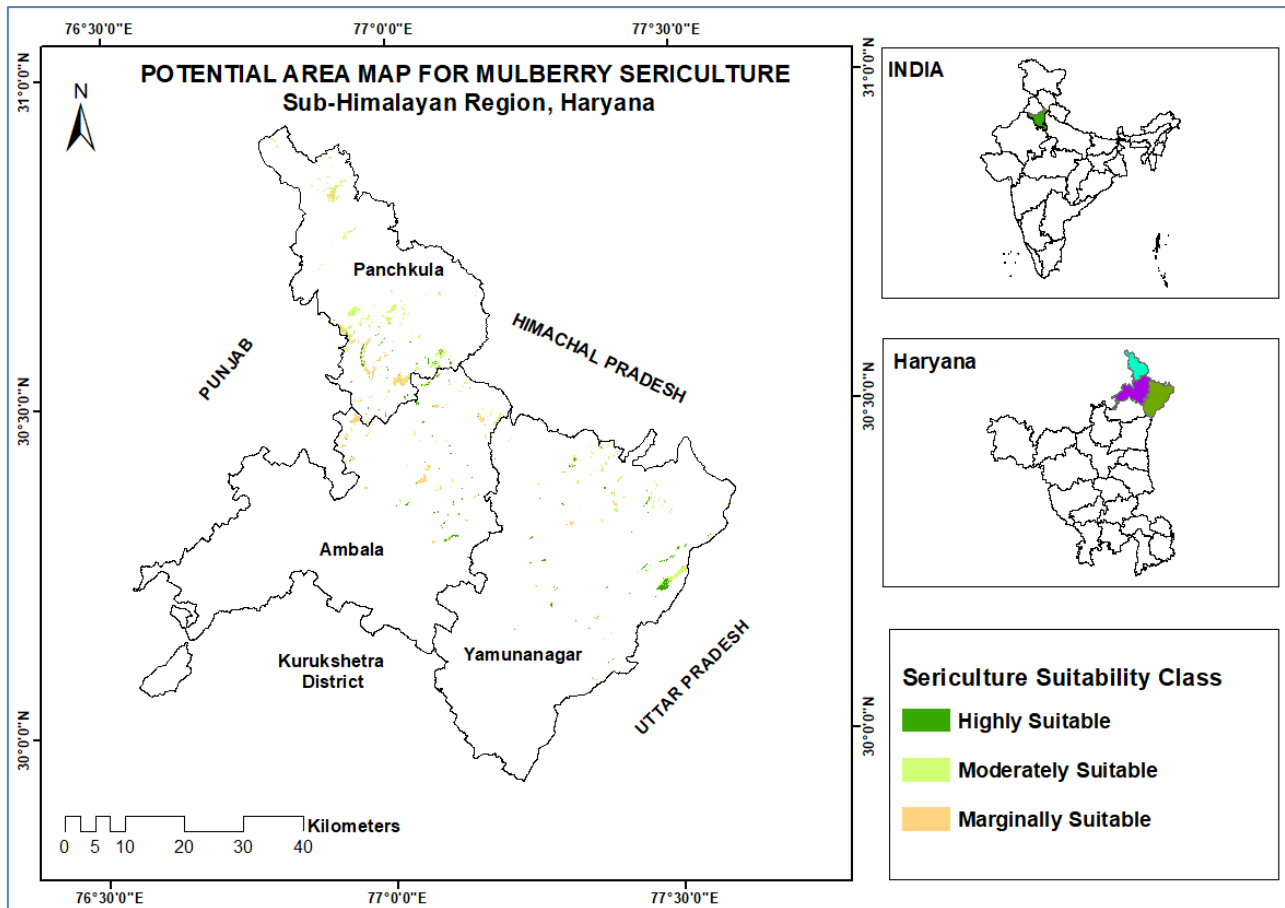 76°30'0"E
77°0'0"E
77°30'0"E
POTENTIAL AREA MAP FOR MULBERRY SERICULTURE
Sub-Himalayan Region, Haryana
N
31°0'0"N
30°30'0"N
30°0'0"N
Panchkula
PUNJAB
HIMACHAL PRADESH
Ambala
Kurukshetra
District
Yamunanagar
UTTAR PRADESH
Kilometers
0 5 10 20 30 40
76°30'0"E
77°0'0"E
77°30'0"E
31°0'0"N
30°30'0"N
30°0'0"N
INDIA
Haryana
Sericulture Suitability Class
Highly Suitable
Moderately Suitable
Marginally Suitable